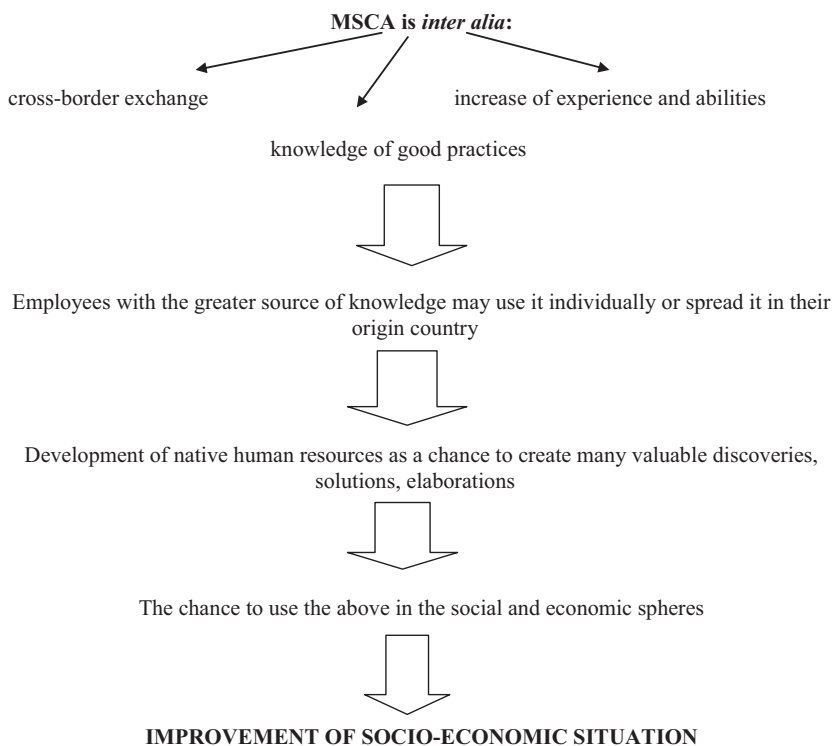 MSCA is inter alia:
cross-border exchange
increase of experience and abilities
knowledge of good practices
Employees with the greater source of knowledge may use it individually or spread it in their
origin country
Development of native human resources as a chance to create many valuable discoveries,
solutions, elaborations
The chance to use the above in the social and economic spheres
IMPROVEMENT OF SOCIO-ECONOMIC SITUATION